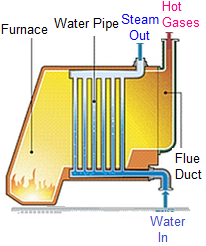 Furnace
Water Pipe
Steam
Out
Hot
Gases
Flue
Duct
Water
In